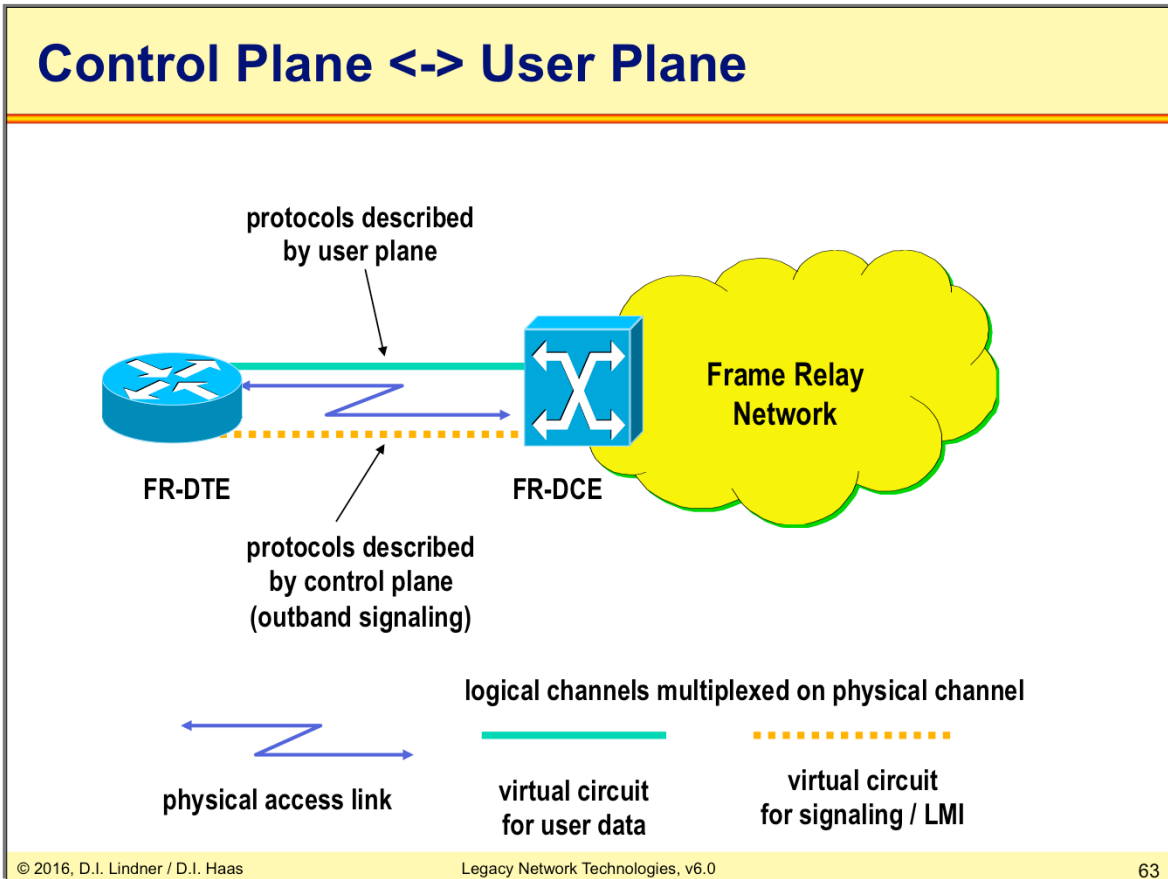 Control Plane <-> User Plane
protocols described
by user plane
Frame Relay
Network
FR-DTE
FR-DCE
protocols described
by control plane
(outband signaling)
logical channels multiplexed on physical channel
physical access link
virtual circuit
for user data
virtual circuit
for signaling / LMI
© 2016, D.I. Lindner / D.I. Haas
Legacy Network Technologies, v6.0
63